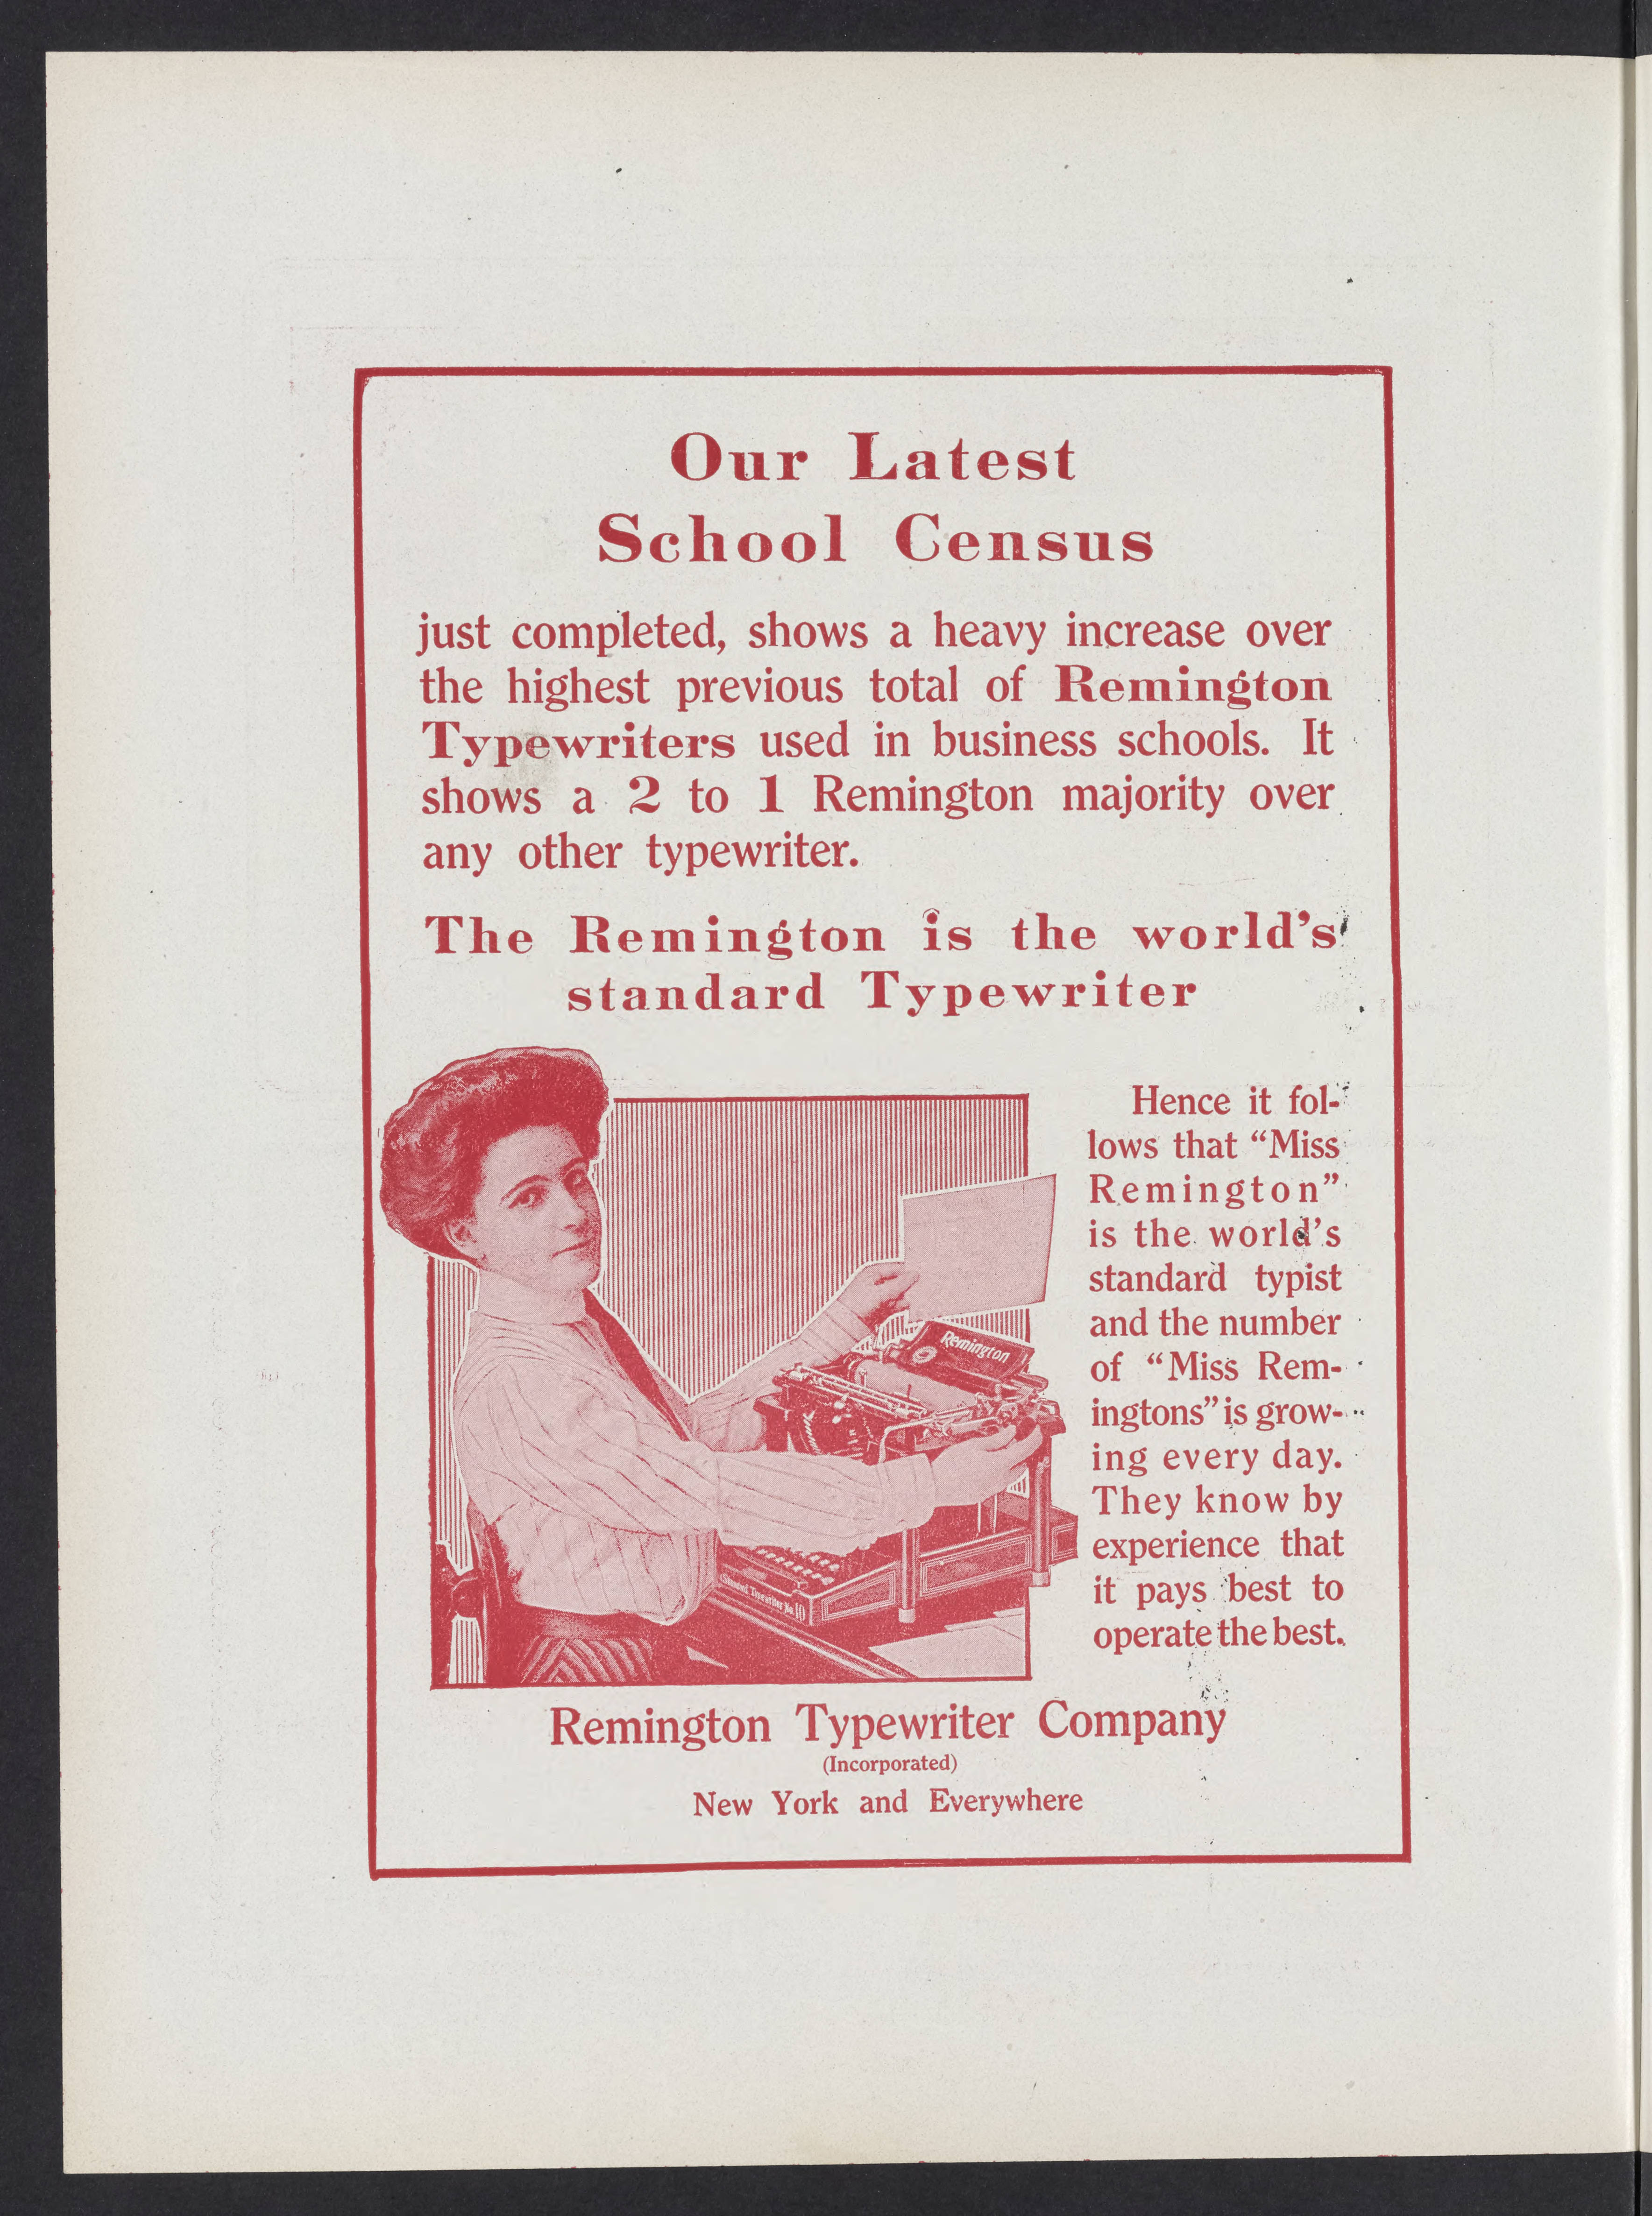 Our Latest
School Census
just completed, shows a heavy increase over
the highest previous total of Remington
Typewriters used in business schools. It
shows a 2 to 1 Remington majority over
any other typewriter.
The Remington is the world's
standard Typewriter
Hence it fol-
lows that “Miss
Remington”
is the world's
standard typist
and the number
of “Miss Rem-
ingtons” is grow-
ing every day.
They know by
experience that
it pays best to
operate the best.
Remington
Standard Typewriter No. 10
Remington Typewriter Company
(Incorporated)
New York and Everywhere